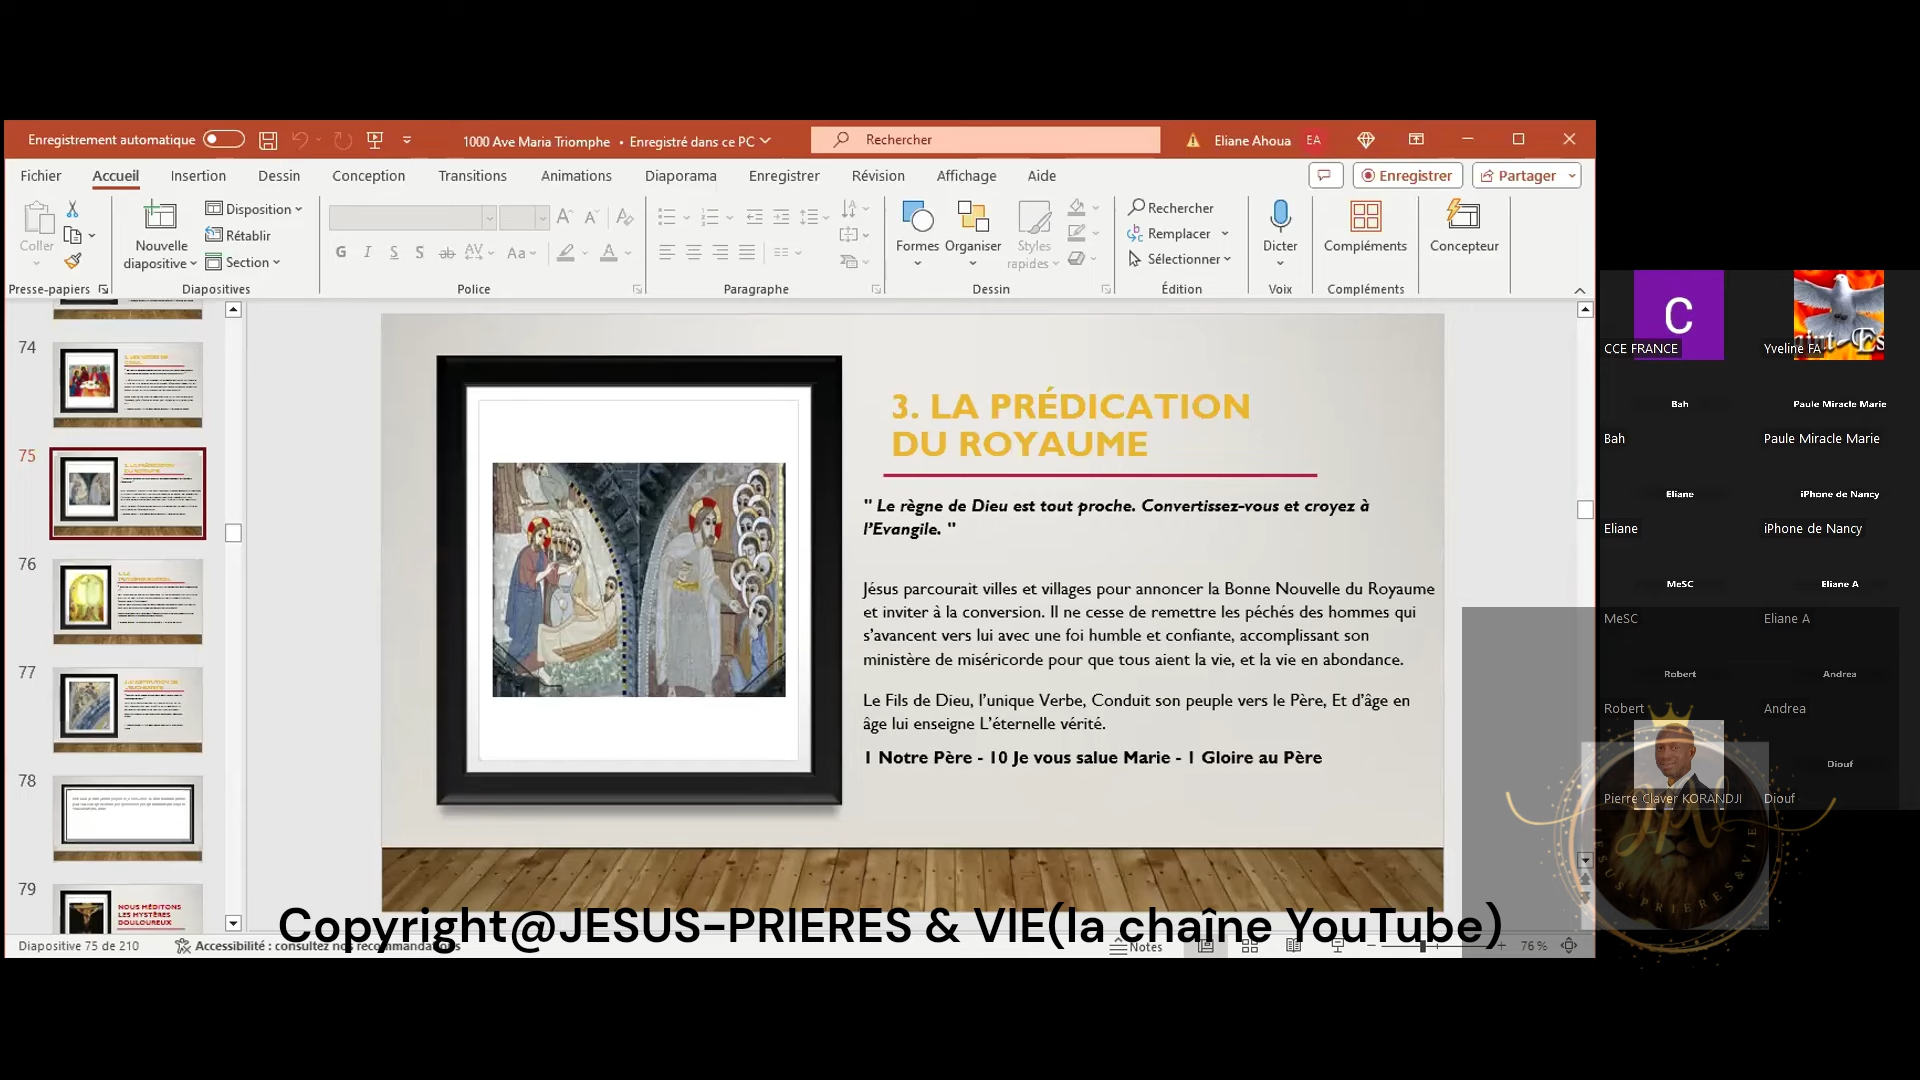 Enregistrement automatique
1000 Ave Maria Triomphe • Enregistré dans ce PC
Rechercher
Eliane Ahoua EA
Fichier Accueil Insertion Dessin Conception Transitions Animations Diaporama Enregistrer Révision Affichage Aide
Enregistrer Partager
Coller
Nouvelle diapositive
Disposition
Rétablir
Section
G I S S ab AV Aa A
Formes Organiser Styles rapides
Rechercher
Remplacer
Sélectionner
Dicter
Compléments
Concepteur
Presse-papiers Diapositives Police Paragraphe Dessin Édition Voix Compléments
74
75
76
77
78
79
NOUS MÉDITONS
LES MYSTÈRES
DOULOUREUX
3. LA PRÉDICATION
DU ROYAUME
" Le règne de Dieu est tout proche. Convertissez-vous et croyez à
l’Evangile. "
Jésus parcourait villes et villages pour annoncer la Bonne Nouvelle du Royaume
et inviter à la conversion. Il ne cesse de remettre les péchés des hommes qui
s’avancent vers lui avec une foi humble et confiante, accomplissant son
ministère de miséricorde pour que tous aient la vie, et la vie en abondance.
Le Fils de Dieu, l’unique Verbe, Conduit son peuple vers le Père, Et d’âge en
âge lui enseigne L’éternelle vérité.
1 Notre Père - 10 Je vous salue Marie - 1 Gloire au Père
Copyright@JESUS-PRIERES & VIE(la chaîne YouTube)
Diapositive 75 de 210
Accessibilité : consultez nos recommandations
Notes
76 %
C
CCE FRANCE
Yveline FA
Bah
Bah
Paule Miracle Marie
Paule Miracle Marie
Eliane
Eliane
iPhone de Nancy
iPhone de Nancy
MeSC
MeSC
Eliane A
Eliane A
Robert
Robert
Andrea
Andrea
Pierre Claver KORANDJI
Diouf
Diouf
JPV
JESUS-PRIERES & VIE